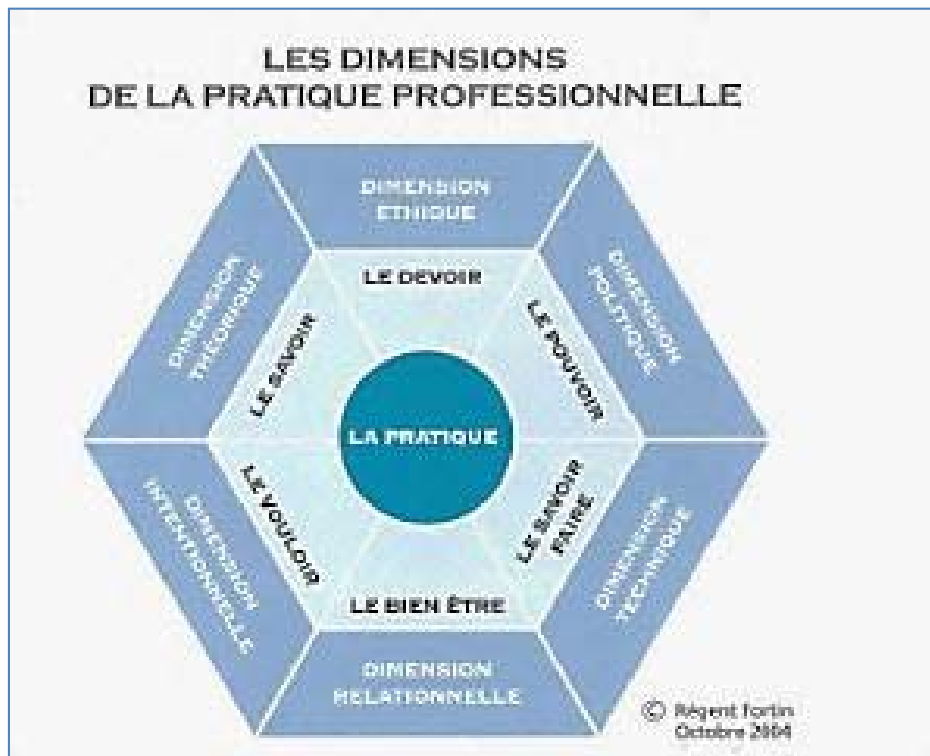 LES DIMENSIONS
DE LA PRATIQUE PROFESSIONNELLE
DIMENSION
ETHIQUE
LE DEVOIR
DIMENSION
POLITIQUE
LE POUVOIR
DIMENSION
THÉORIQUE
LE SAVOIR
LA PRATIQUE
DIMENSION
INTENTIONNELLE
LE VOULOIR
LE SAVOIR
FAIRE
DIMENSION
TECHNIQUE
LE BIEN ÊTRE
DIMENSION
RELATIONNELLE
© Régent Fortin
Octobre 2004